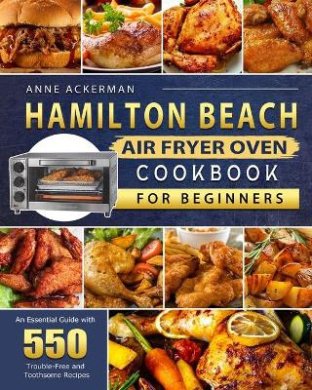 ANNE ACKERMAN
HAMILTON BEACH
AIR FRYER OVEN
COOKBOOK
FOR BEGINNERS
An Essential Guide with
550
Trouble-Free and
Toothsome Recipes